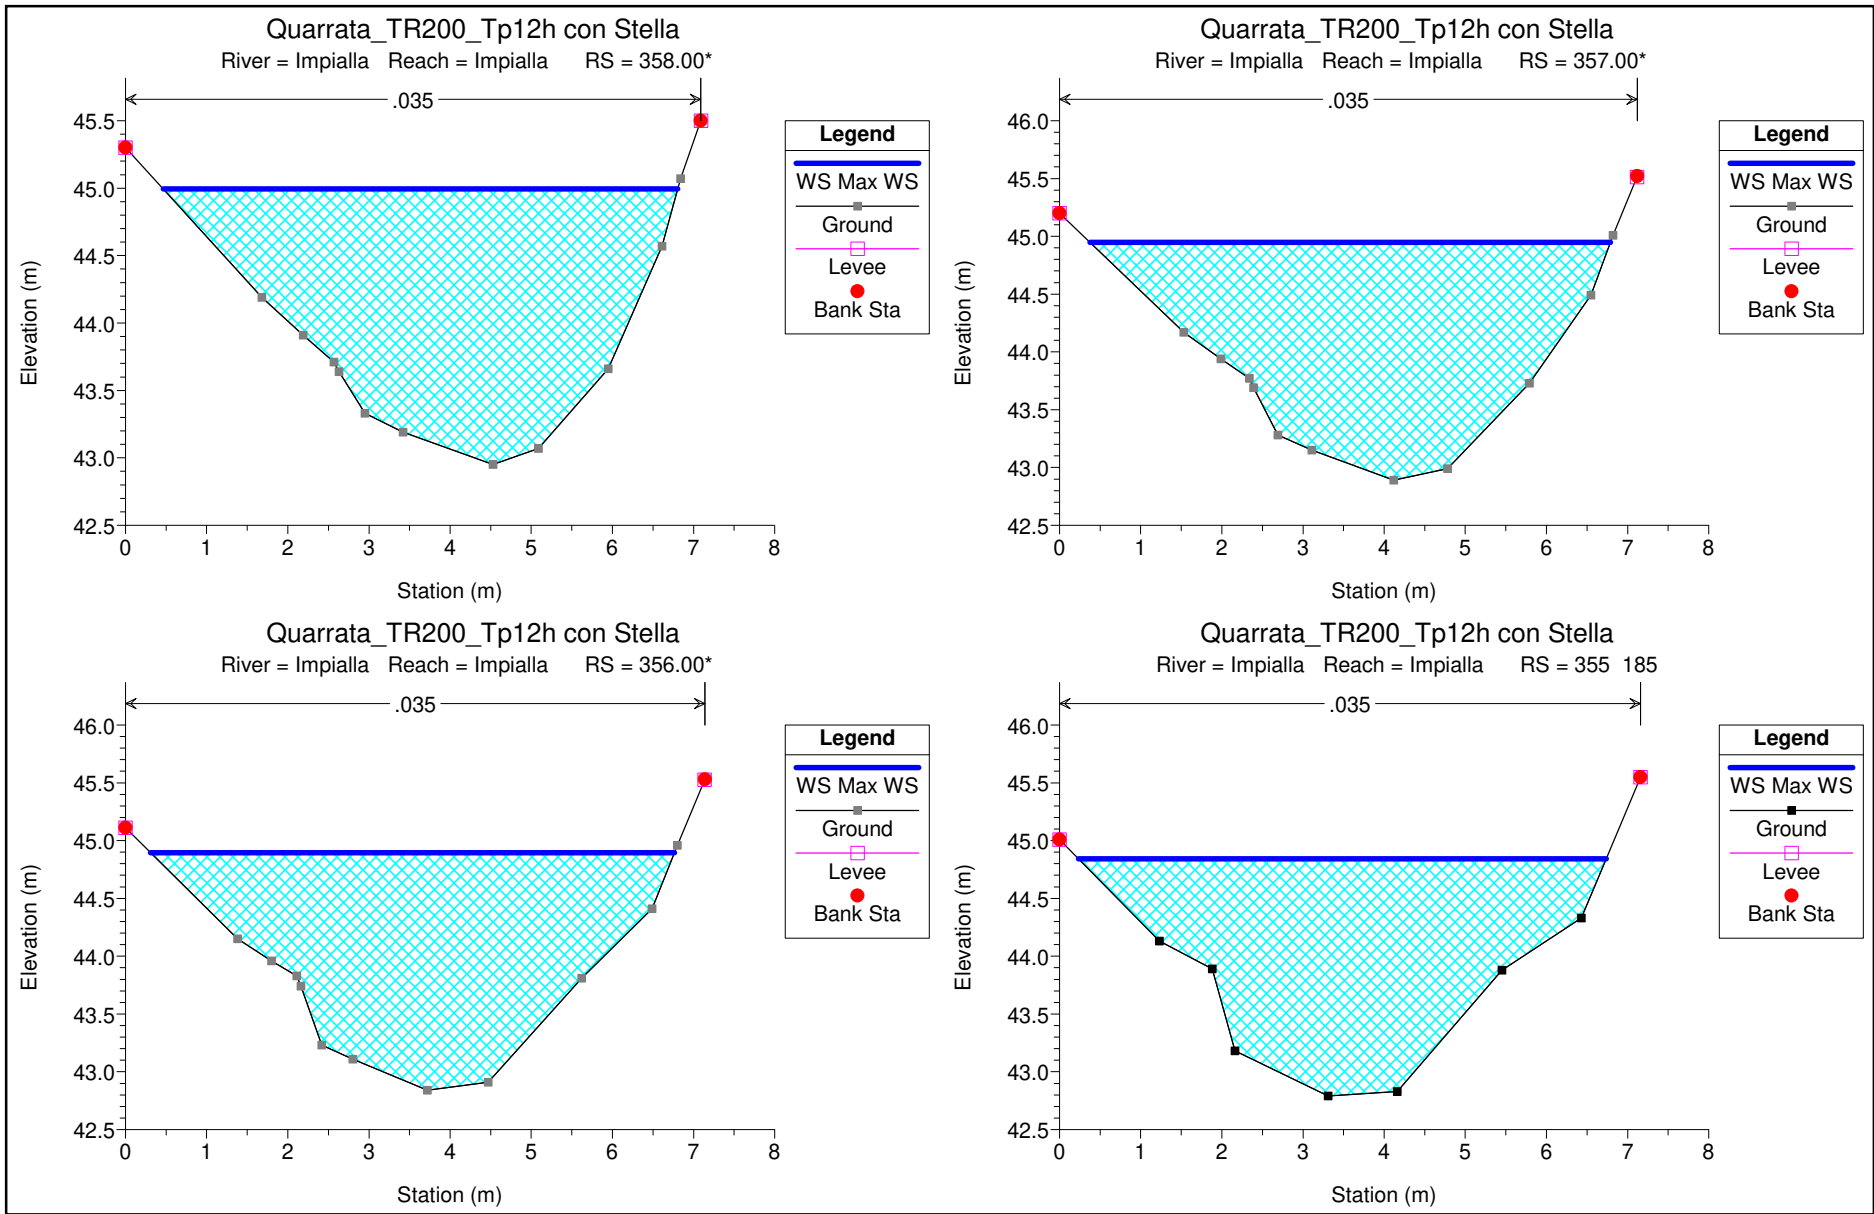 Quarrata_TR200_Tp12h con Stella
River = Impialla Reach = Impialla RS = 358.00*
.035
45.5
45.0
44.5
44.0
43.5
43.0
42.5
Elevation (m)
0 1 2 3 4 5 6 7 8
Station (m)
Legend
WS Max WS
Ground
Levee
Bank Sta
Quarrata_TR200_Tp12h con Stella
River = Impialla Reach = Impialla RS = 357.00*
.035
46.0
45.5
45.0
44.5
44.0
43.5
43.0
42.5
Elevation (m)
0 1 2 3 4 5 6 7 8
Station (m)
Legend
WS Max WS
Ground
Levee
Bank Sta
Quarrata_TR200_Tp12h con Stella
River = Impialla Reach = Impialla RS = 356.00*
.035
46.0
45.5
45.0
44.5
44.0
43.5
43.0
42.5
Elevation (m)
0 1 2 3 4 5 6 7 8
Station (m)
Legend
WS Max WS
Ground
Levee
Bank Sta
Quarrata_TR200_Tp12h con Stella
River = Impialla Reach = Impialla RS = 355 185
.035
46.0
45.5
45.0
44.5
44.0
43.5
43.0
42.5
Elevation (m)
0 1 2 3 4 5 6 7 8
Station (m)
Legend
WS Max WS
Ground
Levee
Bank Sta